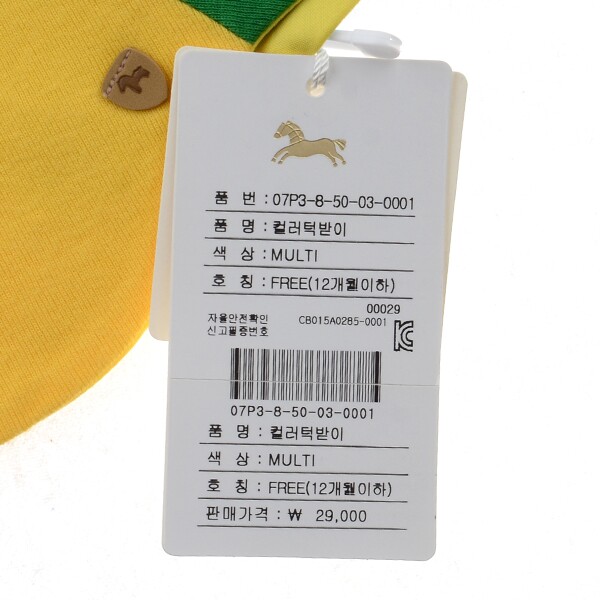 품 번 : 07P3-8-50-03-0001
품 명 : 컬러턱받이
색 상 : MULTI
호 칭 : FREE(12개월이하)
00029
자율안전확인
신고필증번호 CB015A0285-0001
07P3-8-50-03-0001
품 명 : 컬러턱받이
색 상 : MULTI
호 칭 : FREE(12개월이하)
판매가격 : ₩ 29,000